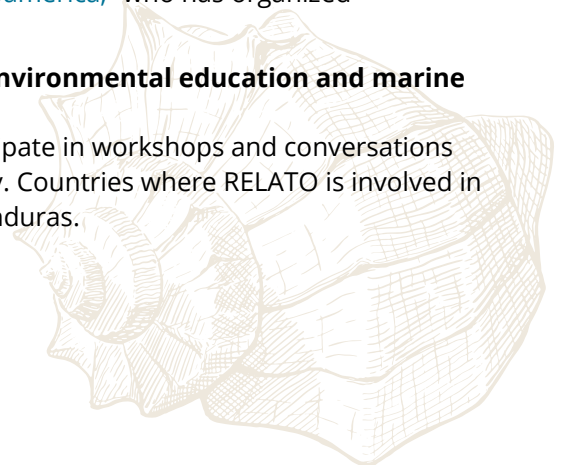 america," who has organized
nvironmental education and marine
pate in workshops and conversations
. Countries where RELATO is involved in
nduras.